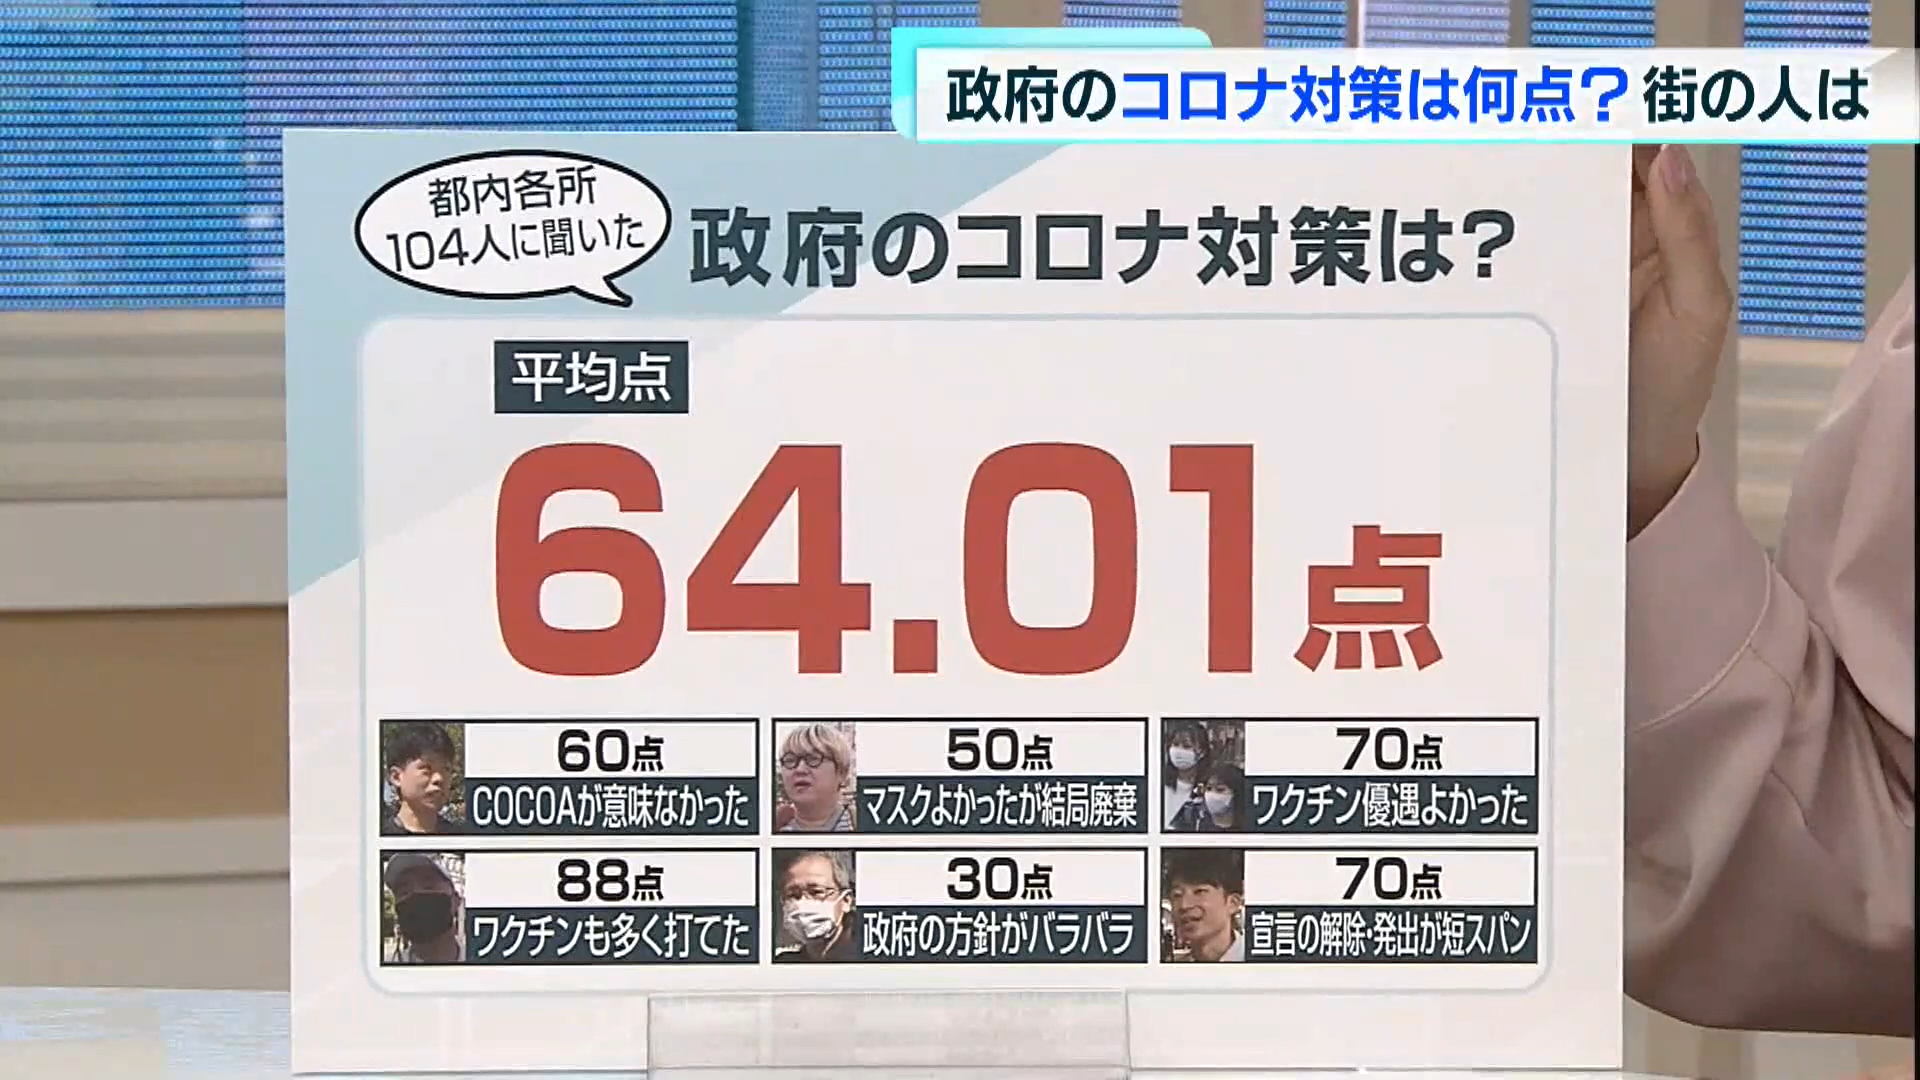 政府のコロナ対策は何点？街の人は
都内各所
104人に聞いた
政府のコロナ対策は？
平均点
64.01点
60点
COCOAが意味なかった
50点
マスクよかったが結局廃棄
70点
ワクチン優遇よかった
88点
ワクチンも多く打てた
30点
政府の方針がバラバラ
70点
宣言の解除・発出が短スパン